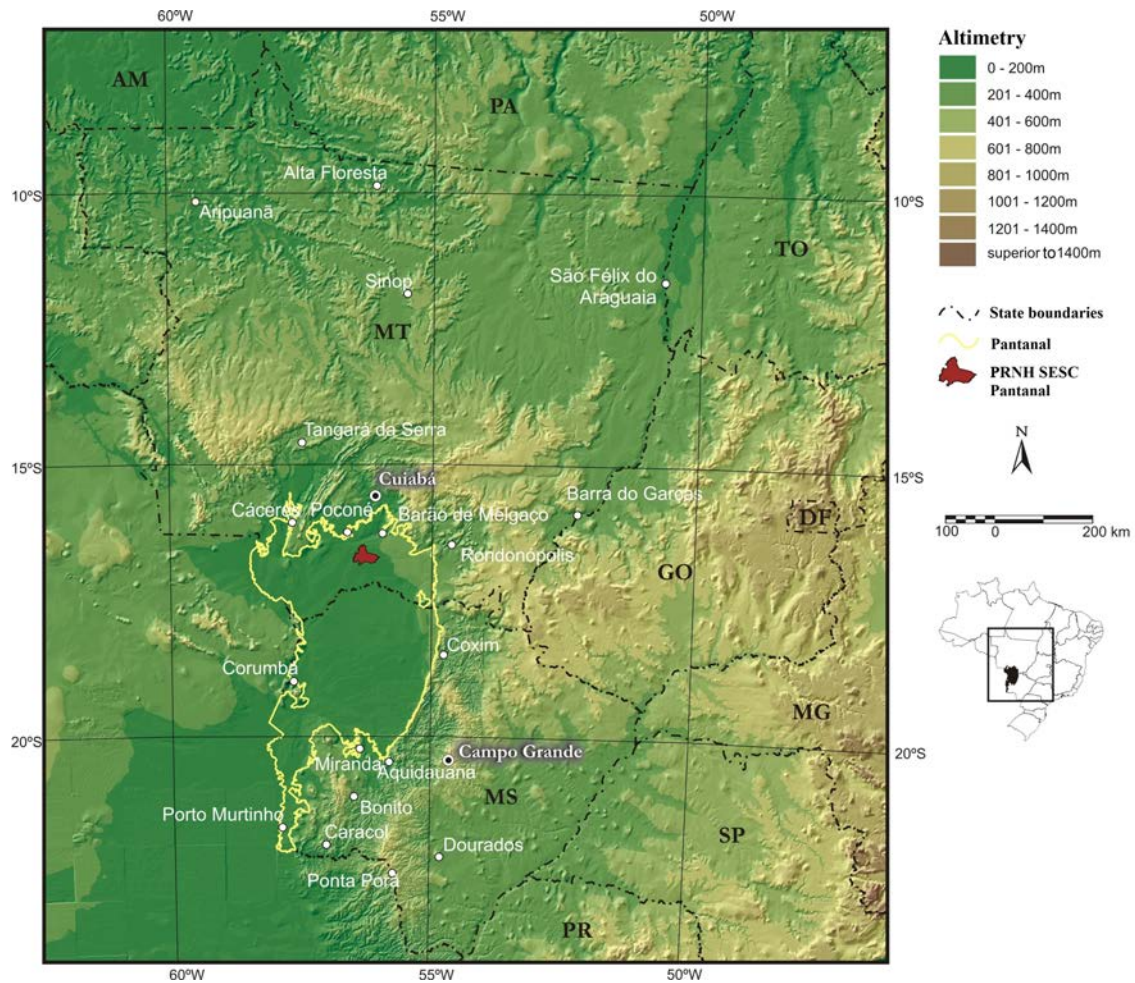 60ºW
55ºW
50ºW
AM
PA
Alta Floresta
10ºS
10ºS
Aripuanã
TO
Sinop
São Félix do
Araguaia
MT
Tangará da Serra
15ºS
15ºS
Cuiabá
Barra do Garças
Cáceres
Poconé
Barão de Melgaço
DF
Rondonópolis
GO
Coxim
Corumbá
MG
20ºS
20ºS
Campo Grande
Miranda
Aquidauana
MS
Bonito
Porto Murtinho
SP
Caracol
Dourados
Ponta Porã
PR
60ºW
55ºW
50ºW
Altimetry
0 - 200m
201 - 400m
401 - 600m
601 - 800m
801 - 1000m
1001 - 1200m
1201 - 1400m
superior to 1400m
State boundaries
Pantanal
PRNH SESC
Pantanal
N
100 0 200 km